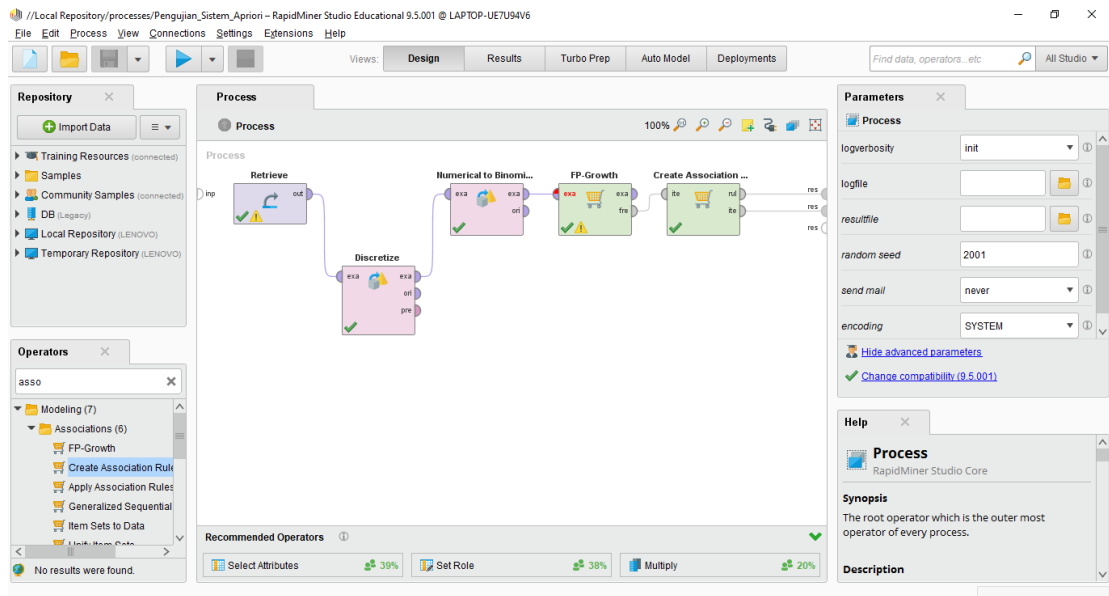 //Local Repository/processes/Pengujian_Sistem_Apriori – RapidMiner Studio Educational 9.5.001 @ LAPTOP-UE7U94V6
File Edit Process View Connections Settings Extensions Help
Views: Design Results Turbo Prep Auto Model Deployments
Find data, operators...etc
All Studio
Repository
Import Data
Training Resources (connected)
Samples
Community Samples (connected)
DB (Legacy)
Local Repository (LENOVO)
Temporary Repository (LENOVO)
Operators
asso
Modeling (7)
Associations (6)
FP-Growth
Create Association Rule
Apply Association Rules
Generalized Sequential
Item Sets to Data
Unify Item Sets
No results were found.
Process
Process
100%
Process
inp
Retrieve
out
Discretize
exa exa
ori
pre
Numerical to Binomi...
exa exa
ori
FP-Growth
exa exa
fre
Create Association ...
ite rul
ite
res
res
res
Recommended Operators
Select Attributes 39%
Set Role 38%
Multiply 20%
Parameters
Process
logverbosity init
logfile
resultfile
random seed 2001
send mail never
encoding SYSTEM
Hide advanced parameters
Change compatibility (9.5.001)
Help
Process
RapidMiner Studio Core
Synopsis
The root operator which is the outer most
operator of every process.
Description